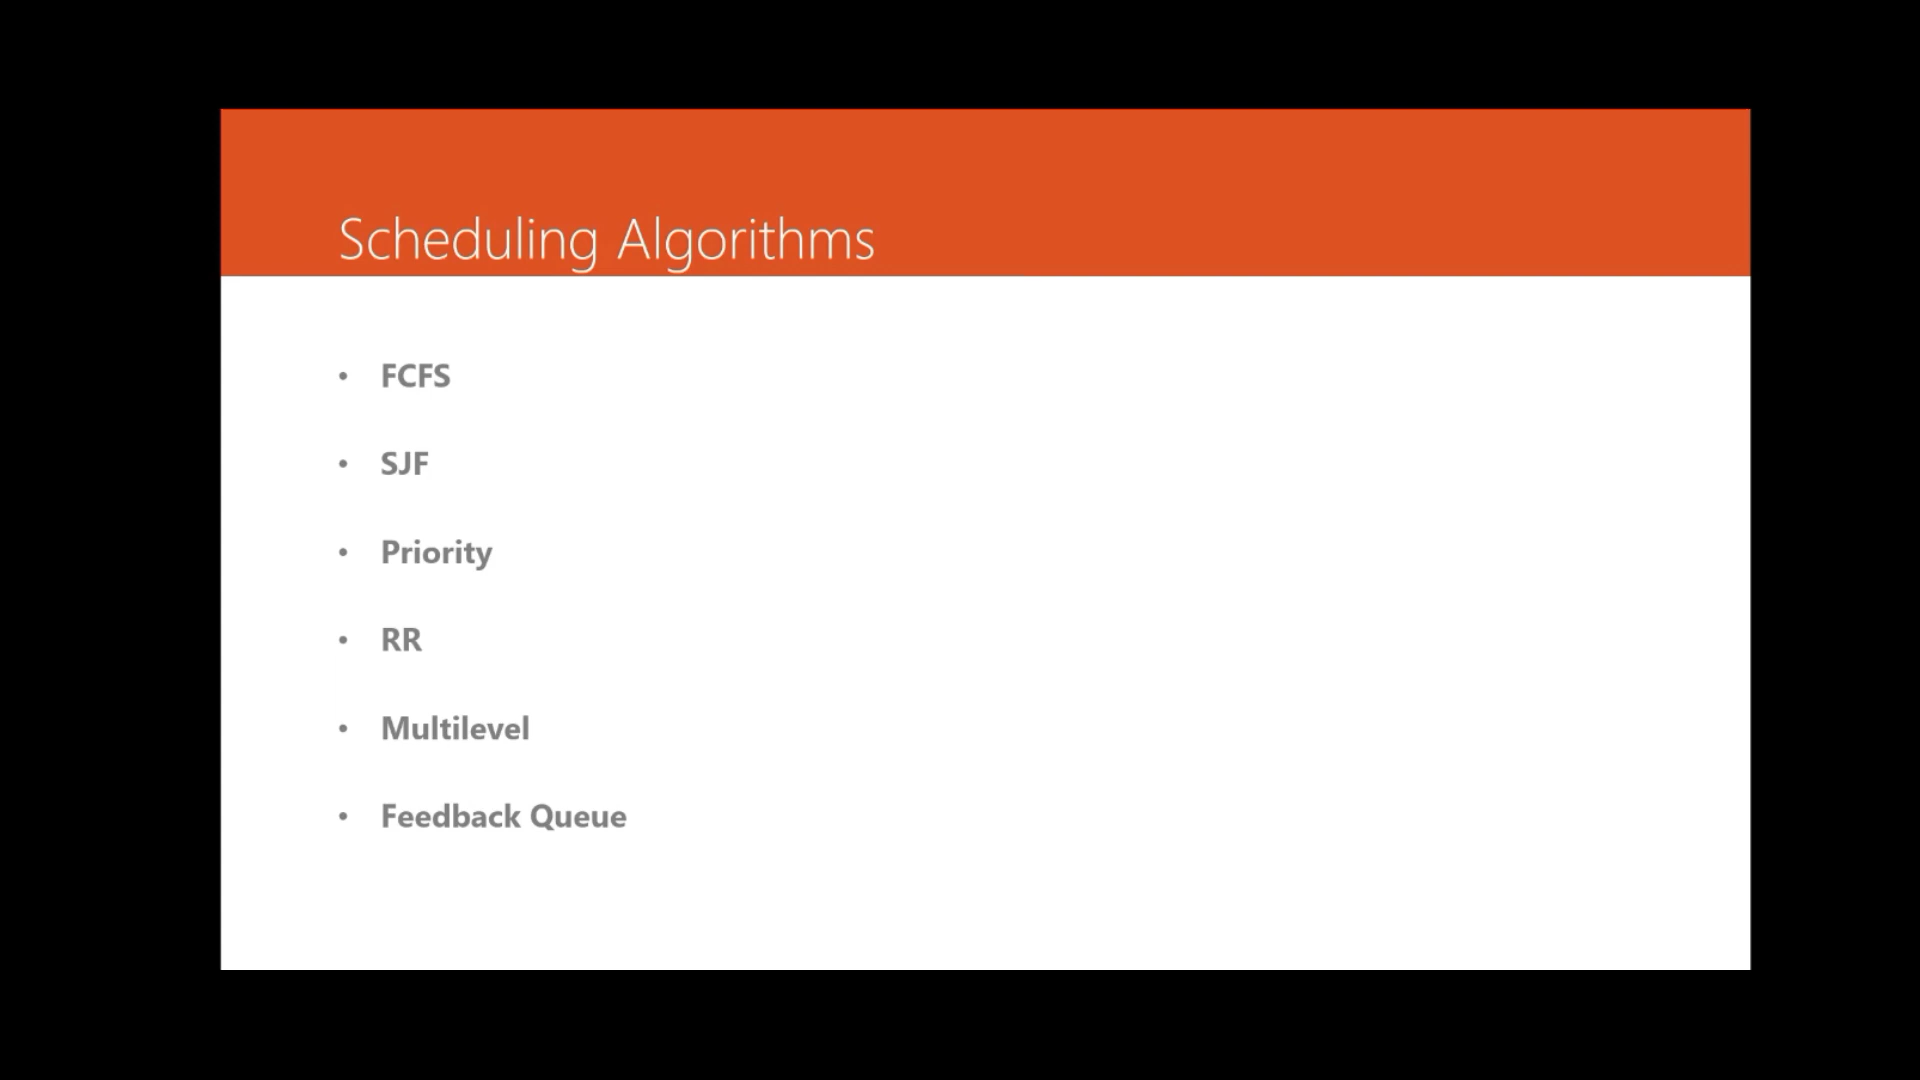 Scheduling Algorithms
• FCFS
• SJF
• Priority
• RR
• Multilevel
• Feedback Queue